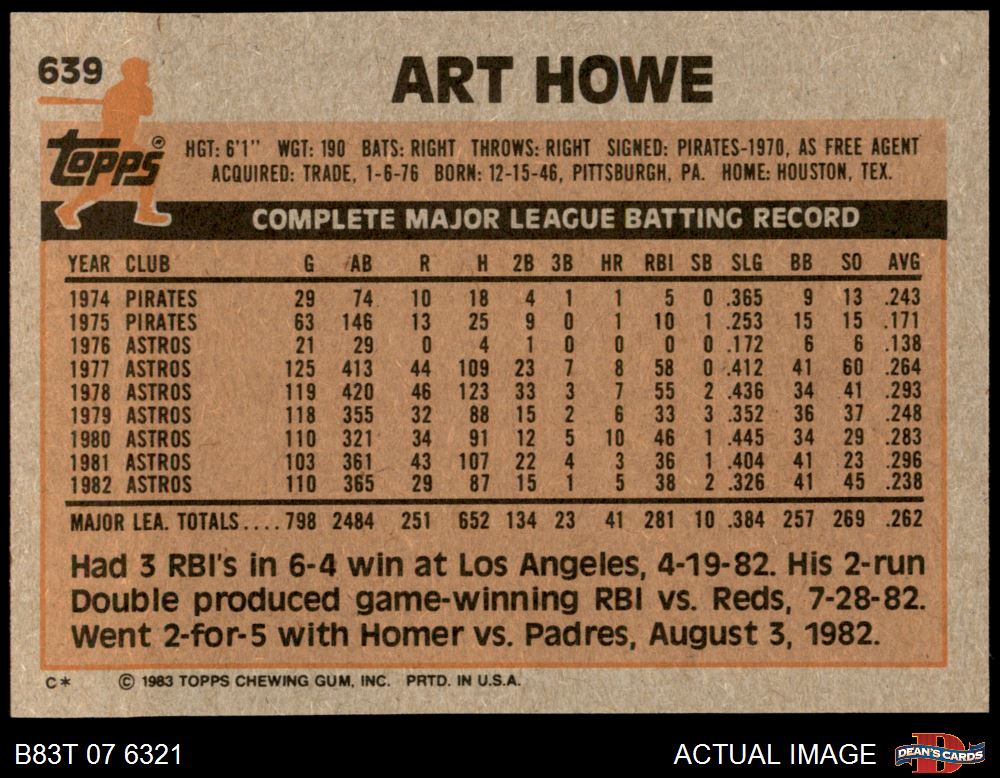 639
ART HOWE
Topps®
HGT: 6'1" WGT: 190 BATS: RIGHT THROWS: RIGHT SIGNED: PIRATES-1970, AS FREE AGENT
ACQUIRED: TRADE, 1-6-76 BORN: 12-15-46, PITTSBURGH, PA. HOME: HOUSTON, TEX.
COMPLETE MAJOR LEAGUE BATTING RECORD
YEAR CLUB G AB R H 2B 3B HR RBI SB SLG BB SO AVG
1974 PIRATES 29 74 10 18 4 1 1 5 0 .365 9 13 .243
1975 PIRATES 63 146 13 25 9 0 1 10 1 .253 15 15 .171
1976 ASTROS 21 29 0 4 1 0 0 0 0 .172 6 6 .138
1977 ASTROS 125 413 44 109 23 7 8 58 0 .412 41 60 .264
1978 ASTROS 119 420 46 123 33 3 7 55 2 .436 34 41 .293
1979 ASTROS 118 355 32 88 15 2 6 33 3 .352 36 37 .248
1980 ASTROS 110 321 34 91 12 5 10 46 1 .445 34 29 .283
1981 ASTROS 103 361 43 107 22 4 3 36 1 .404 41 23 .296
1982 ASTROS 110 365 29 87 15 1 5 38 2 .326 41 45 .238
MAJOR LEA. TOTALS....798 2484 251 652 134 23 41 281 10 .384 257 269 .262
Had 3 RBI's in 6-4 win at Los Angeles, 4-19-82. His 2-run
Double produced game-winning RBI vs. Reds, 7-28-82.
Went 2-for-5 with Homer vs. Padres, August 3, 1982.
C* © 1983 TOPPS CHEWING GUM, INC. PRTD. IN U.S.A.
B83T 07 6321 ACTUAL IMAGE DEAN'S CARDS